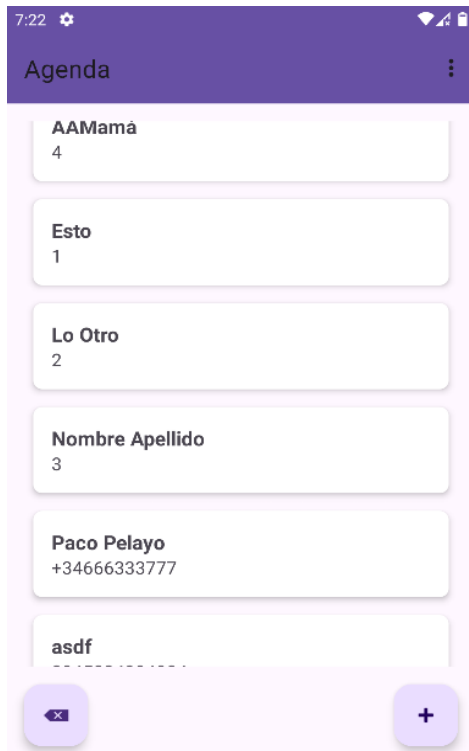 7:22
Agenda
AAMamá
4
Esto
1
Lo Otro
2
Nombre Apellido
3
Paco Pelayo
+34666333777
asdf